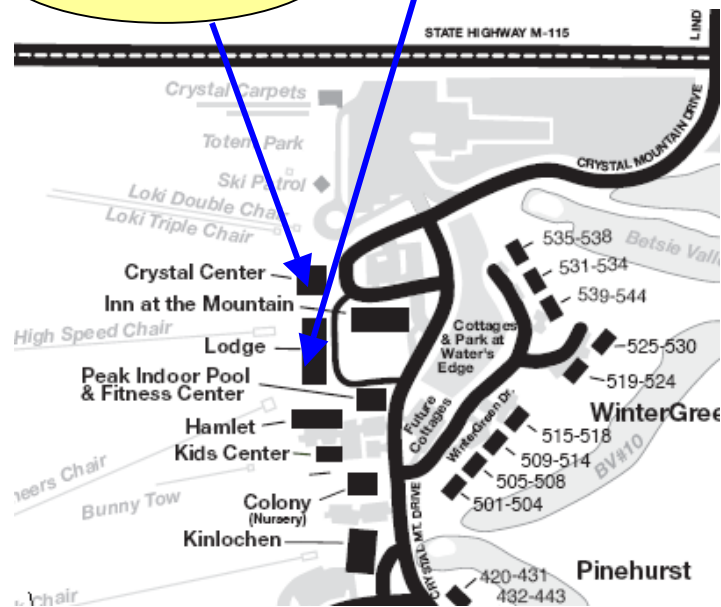 STATE HIGHWAY M-115
LIND
Crystal Carpets
CRYSTAL MOUNTAIN DRIVE
Totem Park
Ski Patrol
Loki Double Chair
Loki Triple Chair
535-538
Betsie Valle
531-534
Crystal Center
539-544
Inn at the Mountain
High Speed Chair
Cottages
& Park at
Water's
Edge
Lodge
525-530
Peak Indoor Pool
& Fitness Center
519-524
WinterGree
Future
Cottages
WinterGreen Dr.
Hamlet
515-518
Kids Center
509-514
BV#10
neers Chair
505-508
Bunny Tow
501-504
Colony
(Nursery)
CRYSTAL MT. DRIVE
Kinlochen
Pinehurst
420-431
432-443
k Chair